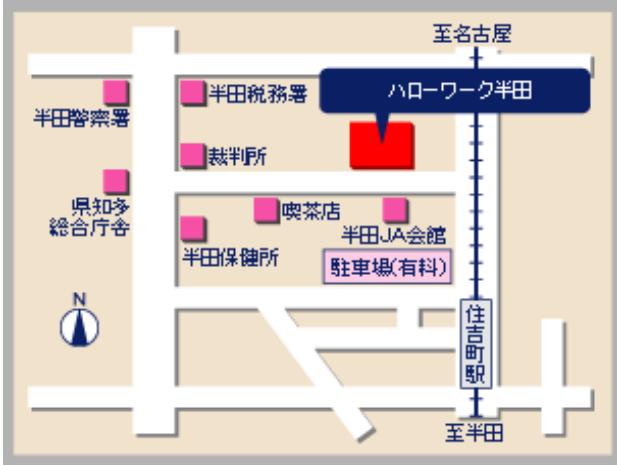 至名古屋
ハローワーク半田
半田警察署
半田税務署
裁判所
県知多
総合庁舎
喫茶店
半田JA会館
半田保健所
駐車場(有料)
N
住吉町駅
至半田